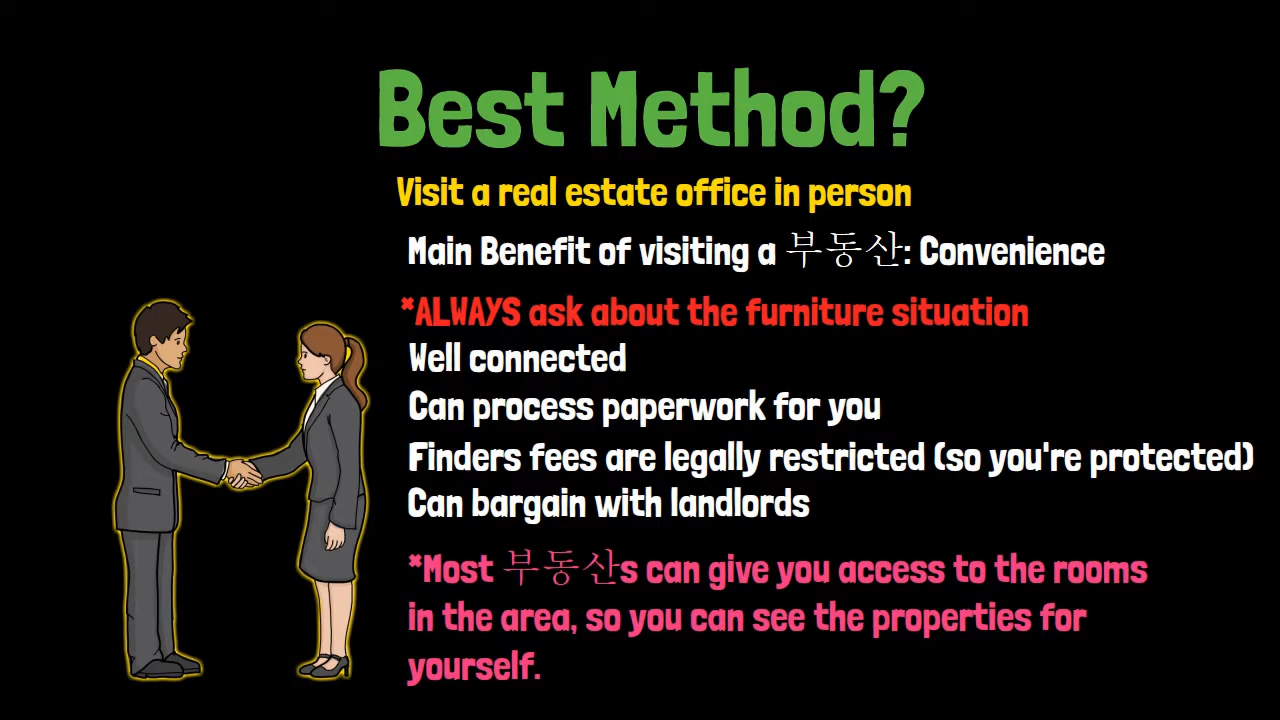 Best Method?
Visit a real estate office in person
Main Benefit of visiting a 부동산: Convenience
*ALWAYS ask about the furniture situation
Well connected
Can process paperwork for you
Finders fees are legally restricted (so you're protected)
Can bargain with landlords
*Most 부동산s can give you access to the rooms
in the area, so you can see the properties for
yourself.